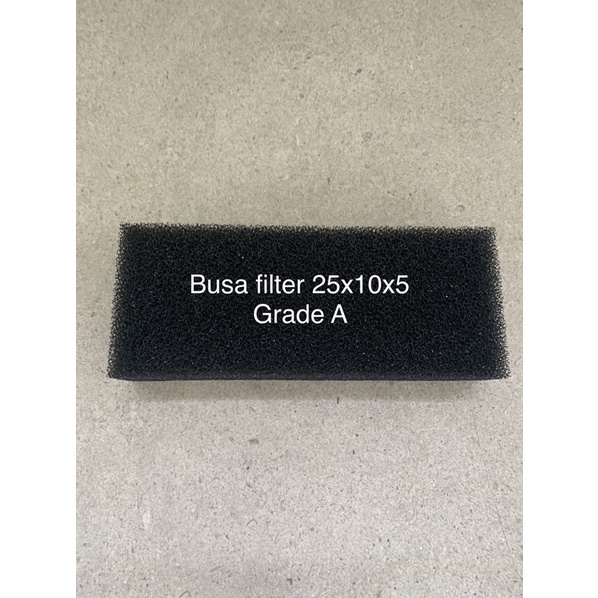 Busa filter 25x10x5
Grade A